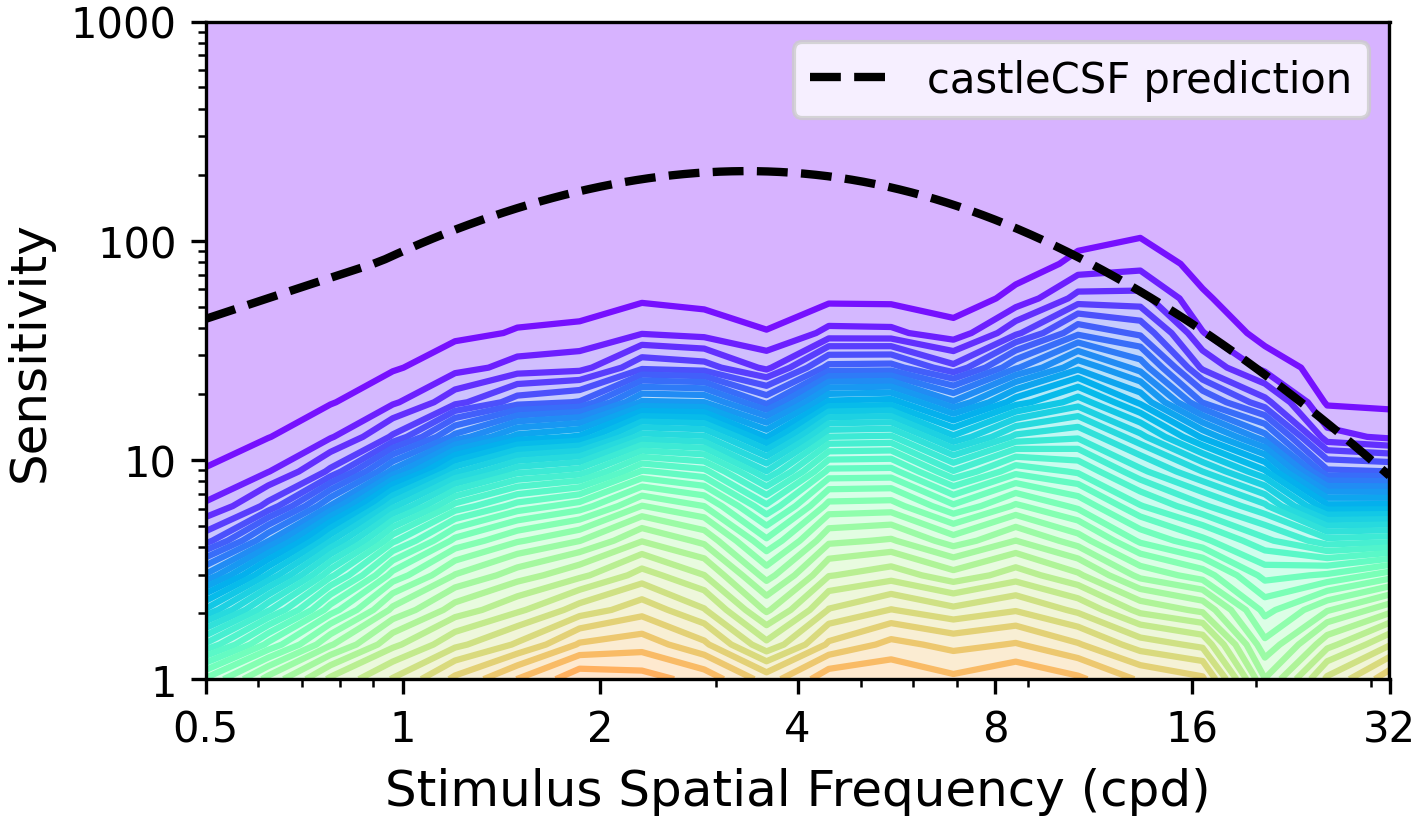 1000
castleCSF prediction
100
10
1
Sensitivity
0.5 1 2 4 8 16 32
Stimulus Spatial Frequency (cpd)